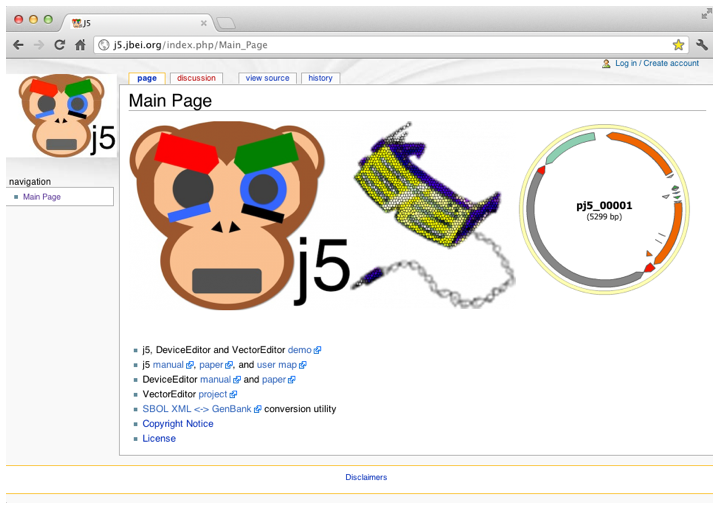 J5
j5.jbei.org/index.php/Main_Page
Log in / Create account
page discussion view source history
j5
Main Page
navigation
Main Page
j5
pj5_00001
(5299 bp)
j5, DeviceEditor and VectorEditor demo
j5 manual, paper, and user map
DeviceEditor manual and paper
VectorEditor project
SBOL XML <-> GenBank conversion utility
Copyright Notice
License
Disclaimers